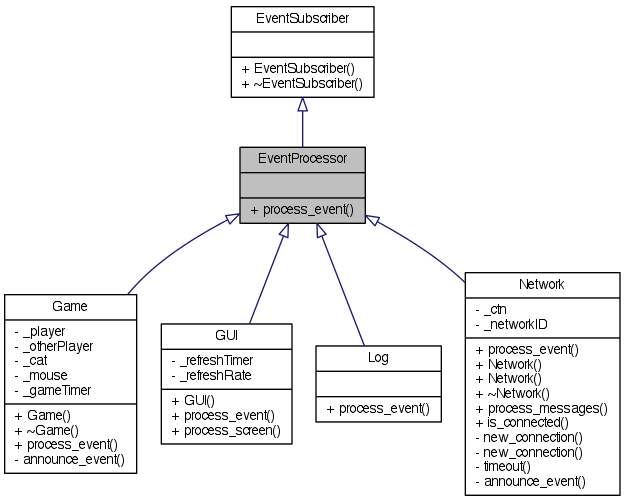 EventSubscriber
+ EventSubscriber()
+ ~EventSubscriber()
EventProcessor
+ process_event()
Game
- _player
- _otherPlayer
- _cat
- _mouse
- _gameTimer
+ Game()
+ ~Game()
+ process_event()
- announce_event()
GUI
- _refreshTimer
- _refreshRate
+ GUI()
+ process_event()
+ process_screen()
Log
+ process_event()
Network
- _ctn
- _networkID
+ process_event()
+ Network()
+ Network()
+ ~Network()
+ process_messages()
+ is_connected()
- new_connection()
- new_connection()
- timeout()
- announce_event()